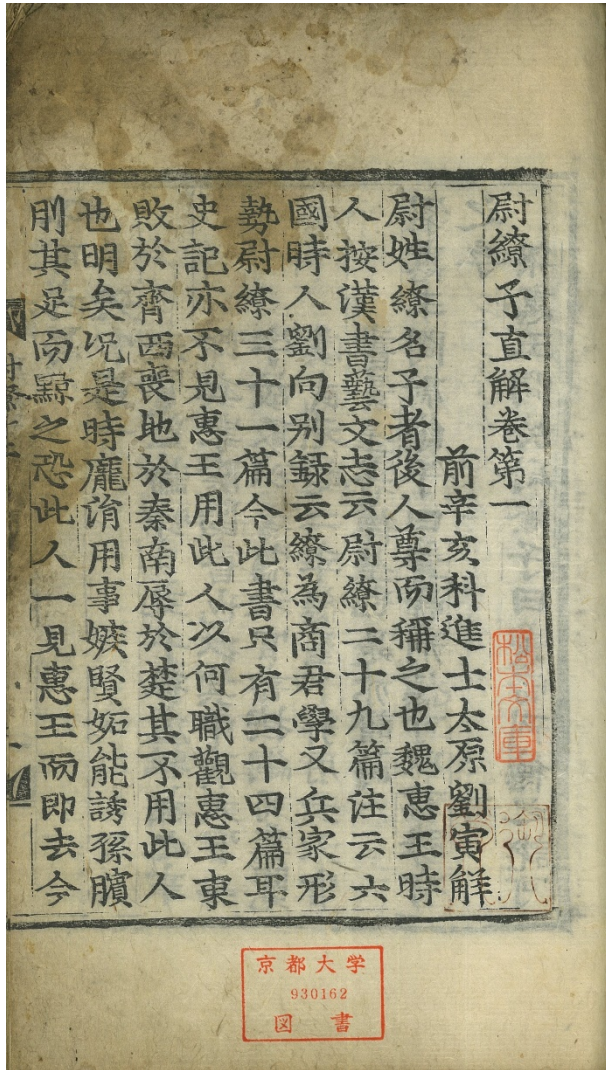 尉繚子直解卷第一
前辛亥科進士太原劉寅解
尉姓繚名子者後人尊而稱之也魏惠王時
人按漢書藝文志云尉繚二十九篇注云六
國時人劉向别録云繚為商君學又兵家形
勢尉繚三十一篇今此書只有二十四篇耳
史記亦不見惠王用此人以何職觀惠王東
敗於齊西喪地於秦南辱於楚其不用此人
也明矣况是時龐涓用事嫉賢妬能誘孫臏
刖其足而黥之恐此人一見惠王而即去今
京都大学
930162
図書